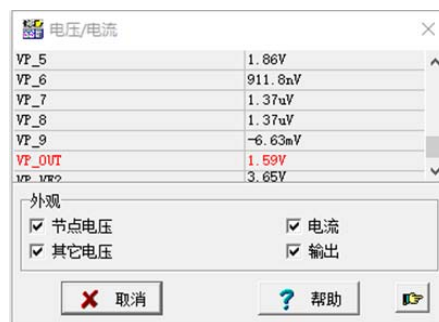 电压/电流
VP_5 1.86V
VP_6 911.8nV
VP_7 1.37uV
VP_8 1.37uV
VP_9 -6.63mV
VP_OUT 1.59V
VP_VF2 3.65V
外观
节点电压 电流
其它电压 输出
取消 帮助